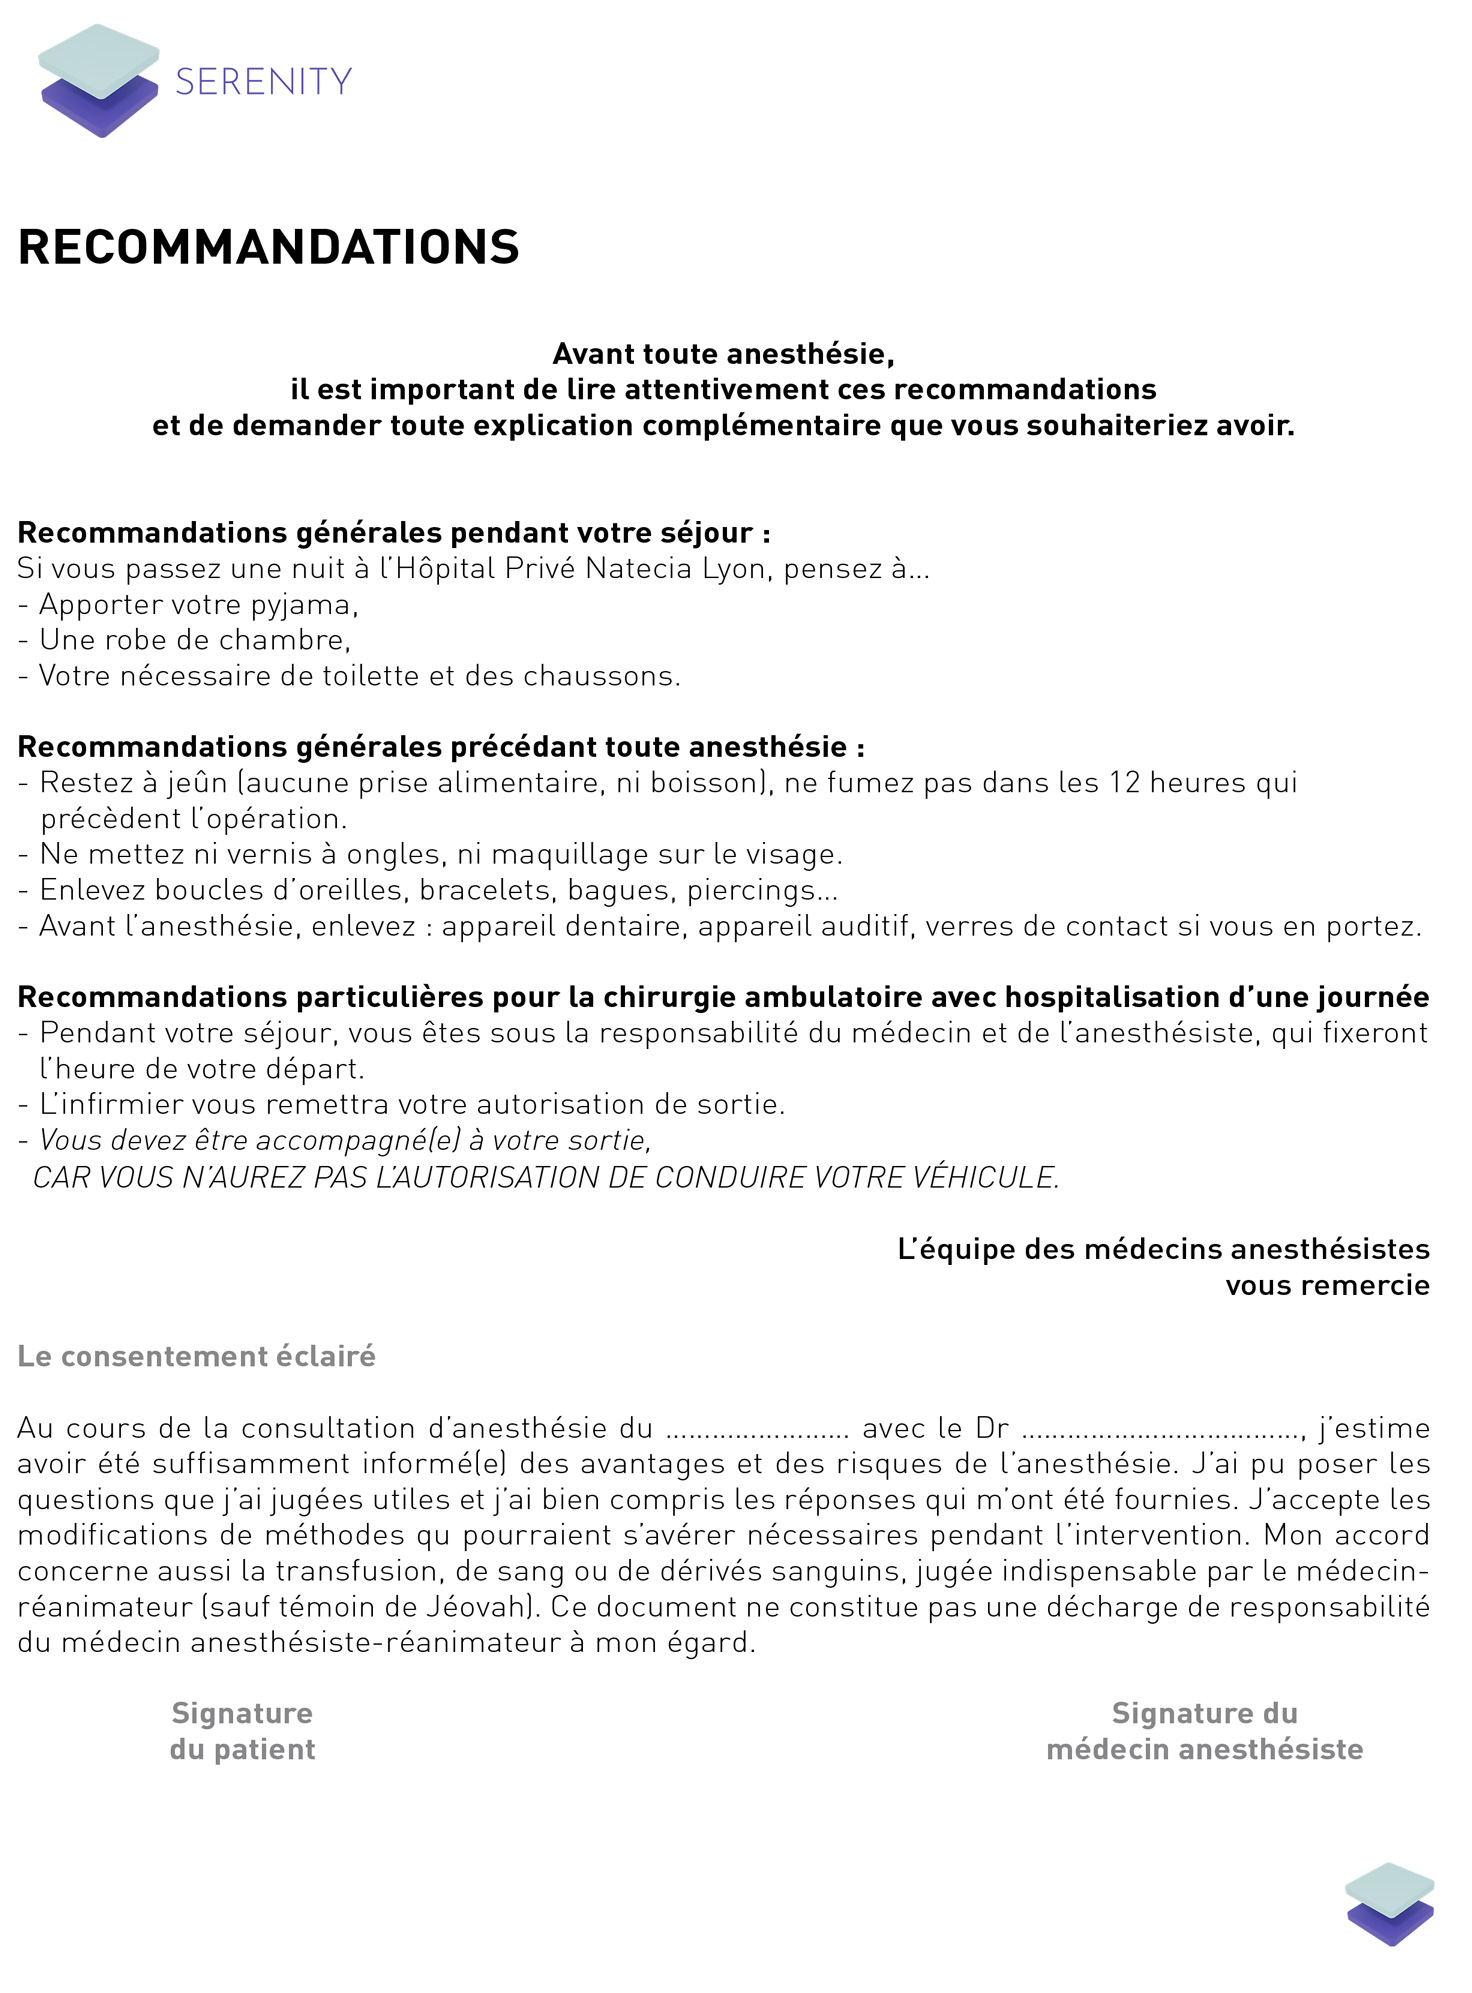 SERENITY
RECOMMANDATIONS
Avant toute anesthésie,
il est important de lire attentivement ces recommandations
et de demander toute explication complémentaire que vous souhaiteriez avoir.
Recommandations générales pendant votre séjour :
Si vous passez une nuit à l’Hôpital Privé Natecia Lyon, pensez à...
- Apporter votre pyjama,
- Une robe de chambre,
- Votre nécessaire de toilette et des chaussons.
Recommandations générales précédant toute anesthésie :
- Restez à jeûn (aucune prise alimentaire, ni boisson), ne fumez pas dans les 12 heures qui
précèdent l’opération.
- Ne mettez ni vernis à ongles, ni maquillage sur le visage.
- Enlevez boucles d’oreilles, bracelets, bagues, piercings...
- Avant l’anesthésie, enlevez : appareil dentaire, appareil auditif, verres de contact si vous en portez.
Recommandations particulières pour la chirurgie ambulatoire avec hospitalisation d’une journée
- Pendant votre séjour, vous êtes sous la responsabilité du médecin et de l’anesthésiste, qui fixeront
l’heure de votre départ.
- L’infirmier vous remettra votre autorisation de sortie.
- Vous devez être accompagné(e) à votre sortie,
CAR VOUS N’AUREZ PAS L’AUTORISATION DE CONDUIRE VOTRE VÉHICULE.
L’équipe des médecins anesthésistes
vous remercie
Le consentement éclairé
Au cours de la consultation d’anesthésie du ........................ avec le Dr ...................................., j’estime
avoir été suffisamment informé(e) des avantages et des risques de l’anesthésie. J’ai pu poser les
questions que j’ai jugées utiles et j’ai bien compris les réponses qui m’ont été fournies. J’accepte les
modifications de méthodes qu pourraient s’avérer nécessaires pendant l’intervention. Mon accord
concerne aussi la transfusion, de sang ou de dérivés sanguins, jugée indispensable par le médecin-
réanimateur (sauf témoin de Jéovah). Ce document ne constitue pas une décharge de responsabilité
du médecin anesthésiste-réanimateur à mon égard.
Signature
du patient
Signature du
médecin anesthésiste